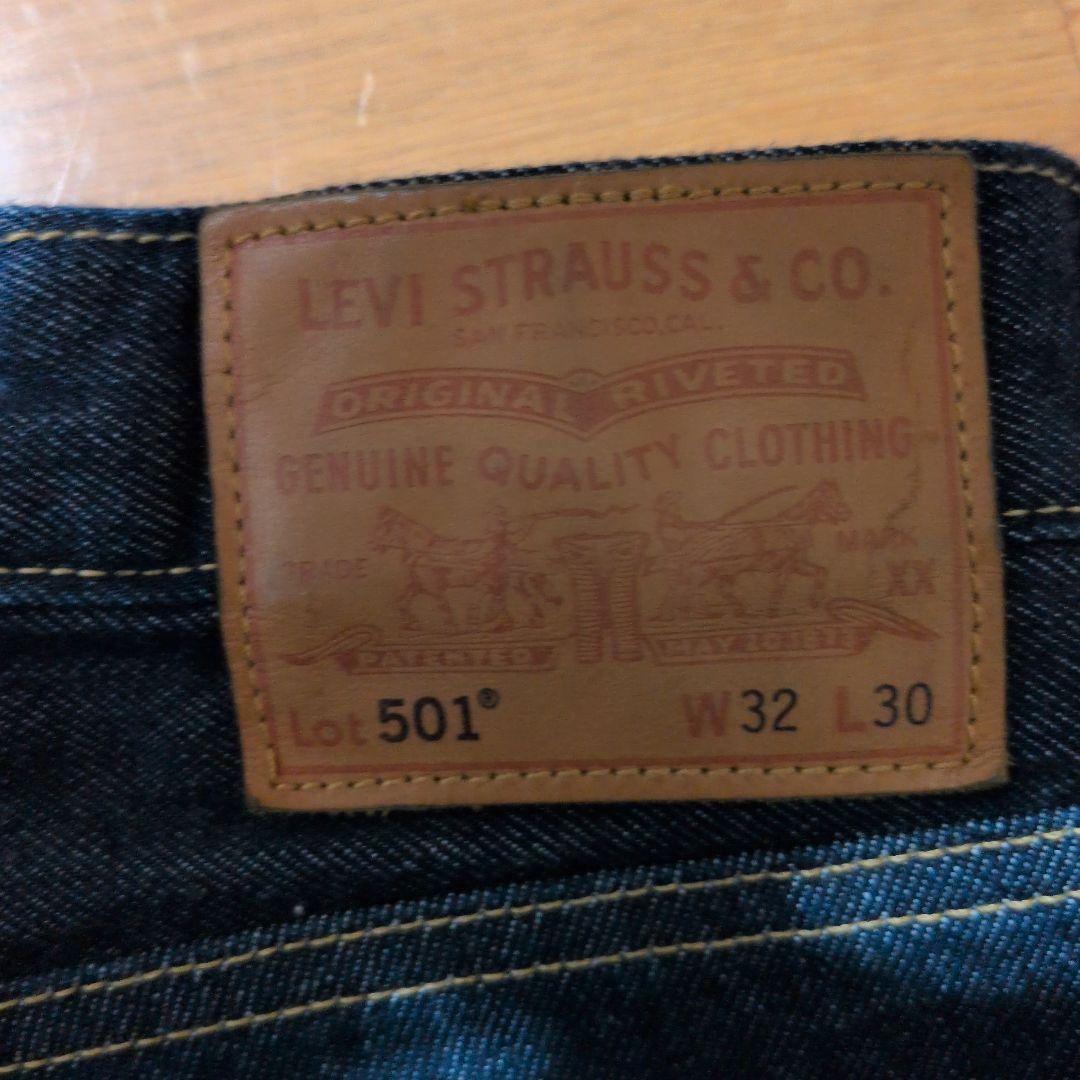 LEVI STRAUSS & CO.
SAN FRANCISCO, CAL.
ORIGINAL RIVETED
GENUINE QUALITY CLOTHING
TRADE MARK
XX
PATENTED MAY 20 1873
Lot 501® W32 L30